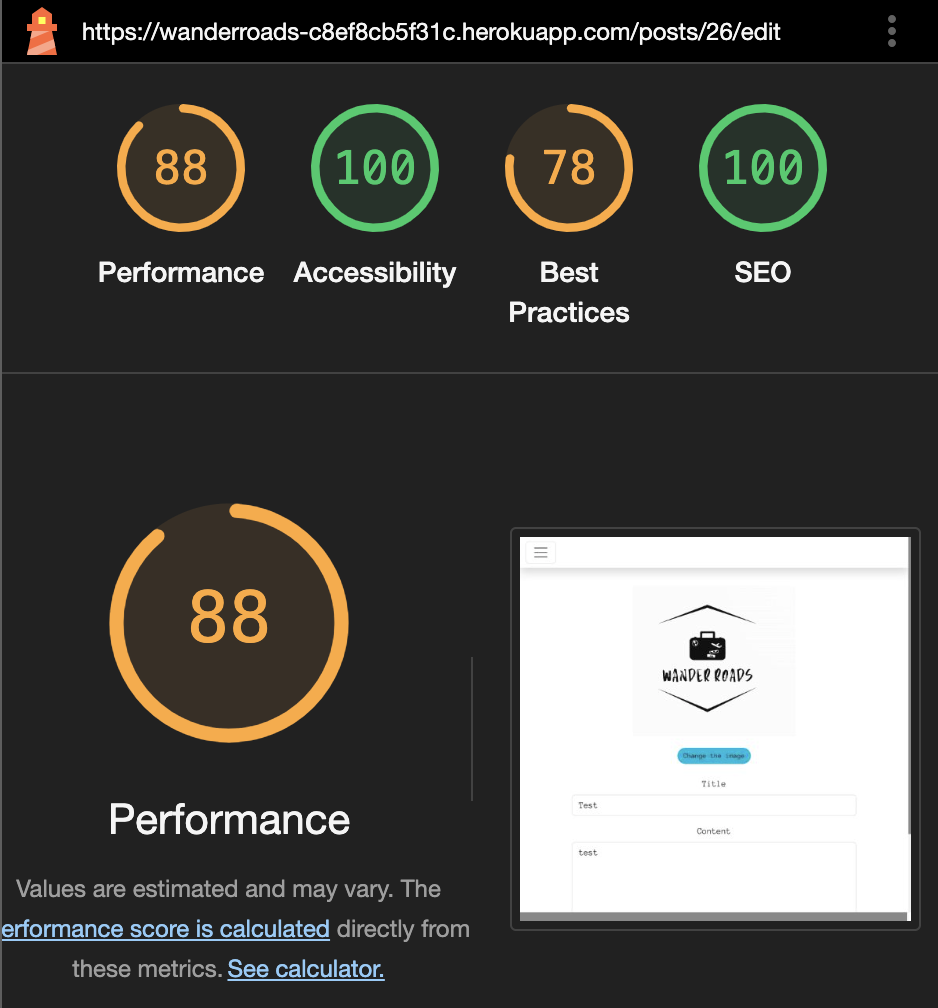 https://wanderroads-c8ef8cb5f31c.herokuapp.com/posts/26/edit
88
100
78
100
Performance
Accessibility
Best
Practices
SEO
88
Performance
Values are estimated and may vary. The
erformance score is calculated directly from
these metrics. See calculator.
WANDER ROADS
Change the image
Title
Test
Content
test